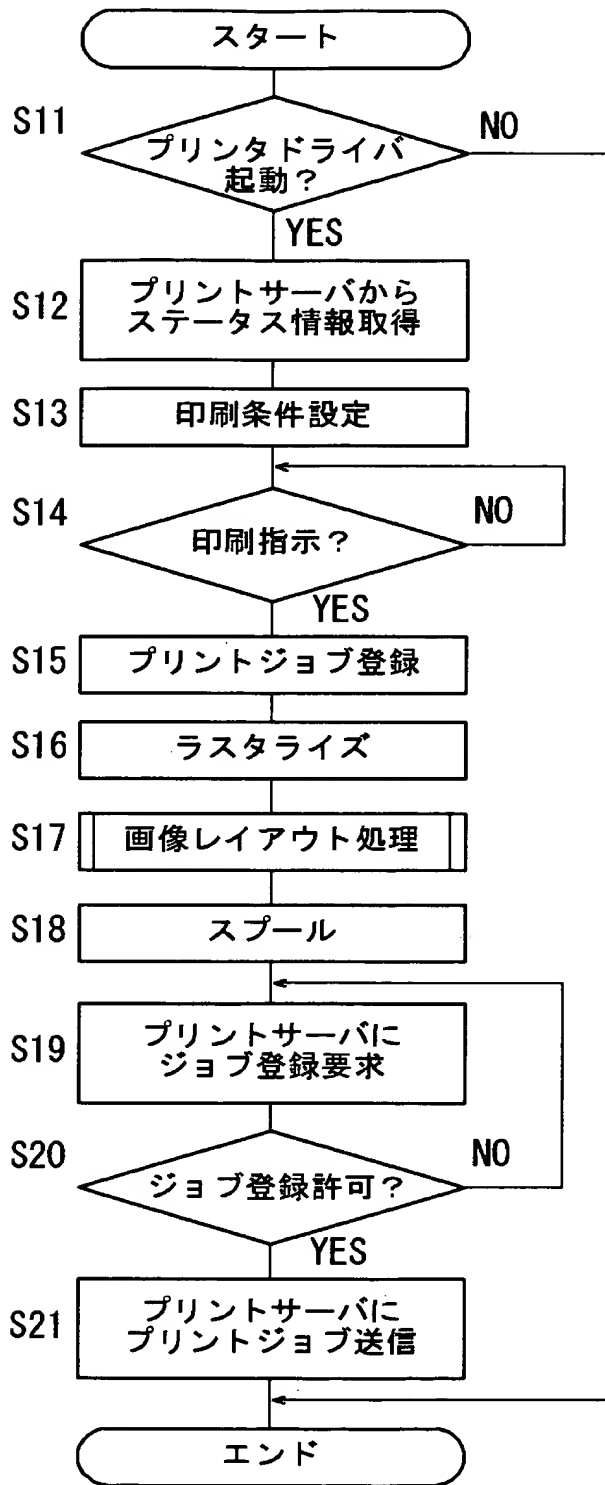 スタート
S11
プリンタドライバ
起動？
NO
YES
S12
プリントサーバから
ステータス情報取得
S13
印刷条件設定
S14
印刷指示？
NO
YES
S15
プリントジョブ登録
S16
ラスタライズ
S17
画像レイアウト処理
S18
スプール
S19
プリントサーバに
ジョブ登録要求
S20
ジョブ登録許可？
NO
YES
S21
プリントサーバに
プリントジョブ送信
エンド